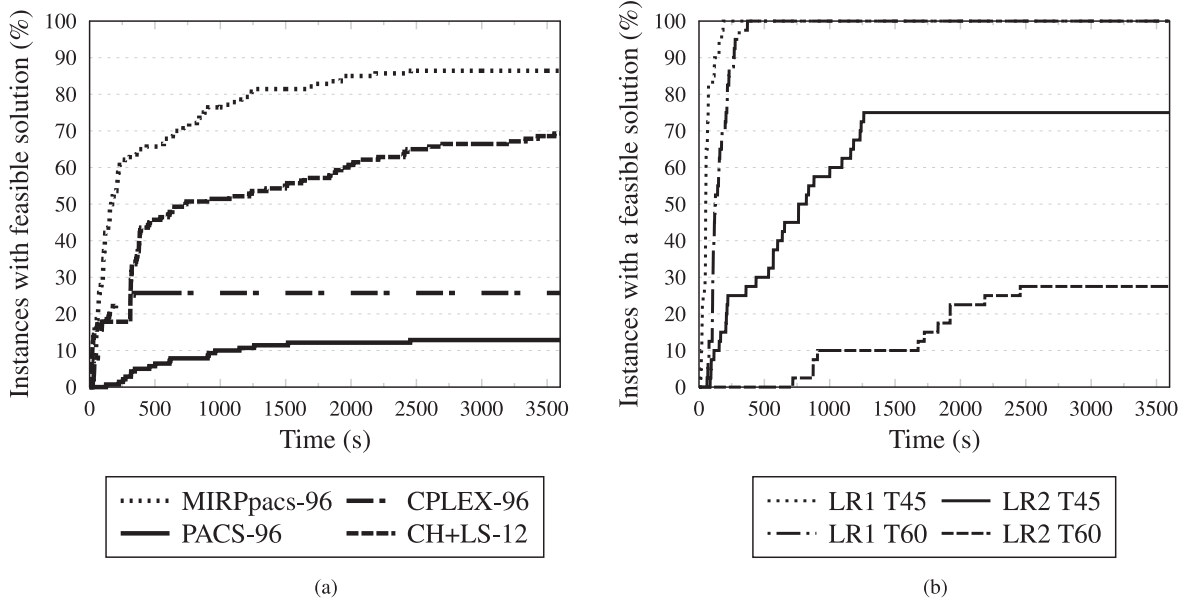 Instances with feasible solution (%)
100
90
80
70
60
50
40
30
20
10
0
0 500 1000 1500 2000 2500 3000 3500
Time (s)
MIRPpacs-96 CPLEX-96
PACS-96 CH+LS-12
(a)
Instances with a feasible solution (%)
100
90
80
70
60
50
40
30
20
10
0
0 500 1000 1500 2000 2500 3000 3500
Time (s)
LR1 T45 LR2 T45
LR1 T60 LR2 T60
(b)